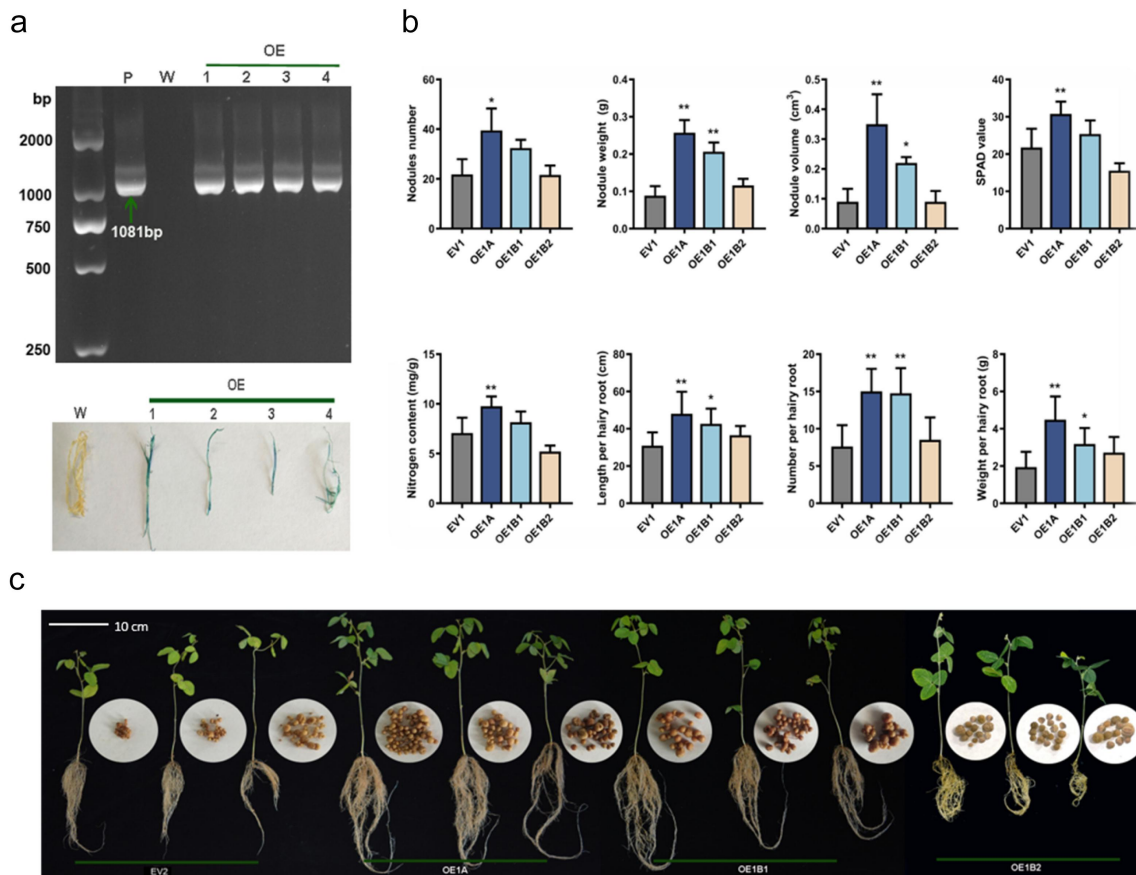 a
OE
P W 1 2 3 4
bp
2000
1000
750
500
250
1081bp
OE
W 1 2 3 4
b
Nodules number
60
40
20
0
*
EV1 OE1A OE1B1 OE1B2
Nodule weight (g)
0.4
0.3
0.2
0.1
0.0
** **
EV1 OE1A OE1B1 OE1B2
Nodule volume (cm³)
0.5
0.4
0.3
0.2
0.1
0.0
** *
EV1 OE1A OE1B1 OE1B2
SPAD value
40
30
20
10
0
**
EV1 OE1A OE1B1 OE1B2
Nitrogen content (mg/g)
15
10
5
0
**
EV1 OE1A OE1B1 OE1B2
Length per hairy root (cm)
80
60
40
20
0
** *
EV1 OE1A OE1B1 OE1B2
Number per hairy root
20
15
10
5
0
** **
EV1 OE1A OE1B1 OE1B2
Weight per hairy root (g)
8
6
4
2
0
** *
EV1 OE1A OE1B1 OE1B2
c
10 cm
EV2 OE1A OE1B1 OE1B2